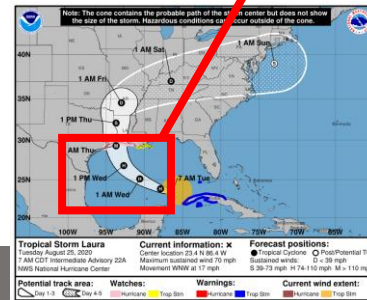 Note: The cone contains the probable path of the storm center but does not show
the size of the storm. Hazardous conditions can occur outside of the cone.
1 AM Sun
1 AM Sat
1 AM Fri
1 PM Thu
AM Thu
1 PM Wed
1 AM Wed
7 AM Tue
40N
35N
30N
25N
20N
100W
95W
90W
85W
80W
75W
70W
65W
Tropical Storm Laura
Tuesday August 25, 2020
7 AM CDT Intermediate Advisory 22A
NWS National Hurricane Center
Current information: x
Center location 23.4 N 86.4 W
Maximum sustained wind 70 mph
Movement WNW at 17 mph
Forecast positions:
Tropical Cyclone Post/Potential T
Sustained winds: D < 39 mph
S 39-73 mph H 74-110 mph M > 110 mph
Potential track area:
Day 1-3 Day 4-5
Watches:
Hurricane Trop Stm
Warnings:
Hurricane Trop Stm
Current wind extent:
Hurricane Trop Stm